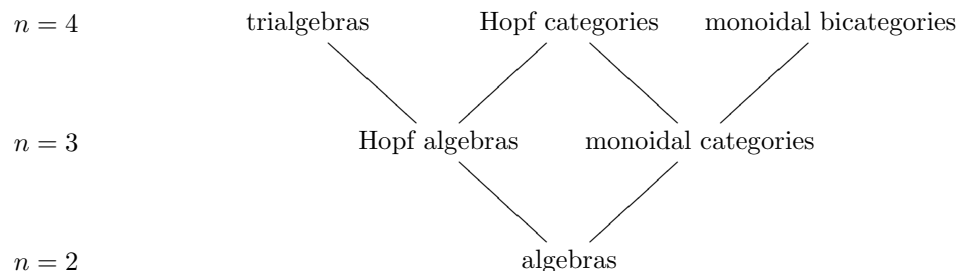 n = 4 trialgebras Hopf categories monoidal bicategories
n = 3 Hopf algebras monoidal categories
n = 2 algebras